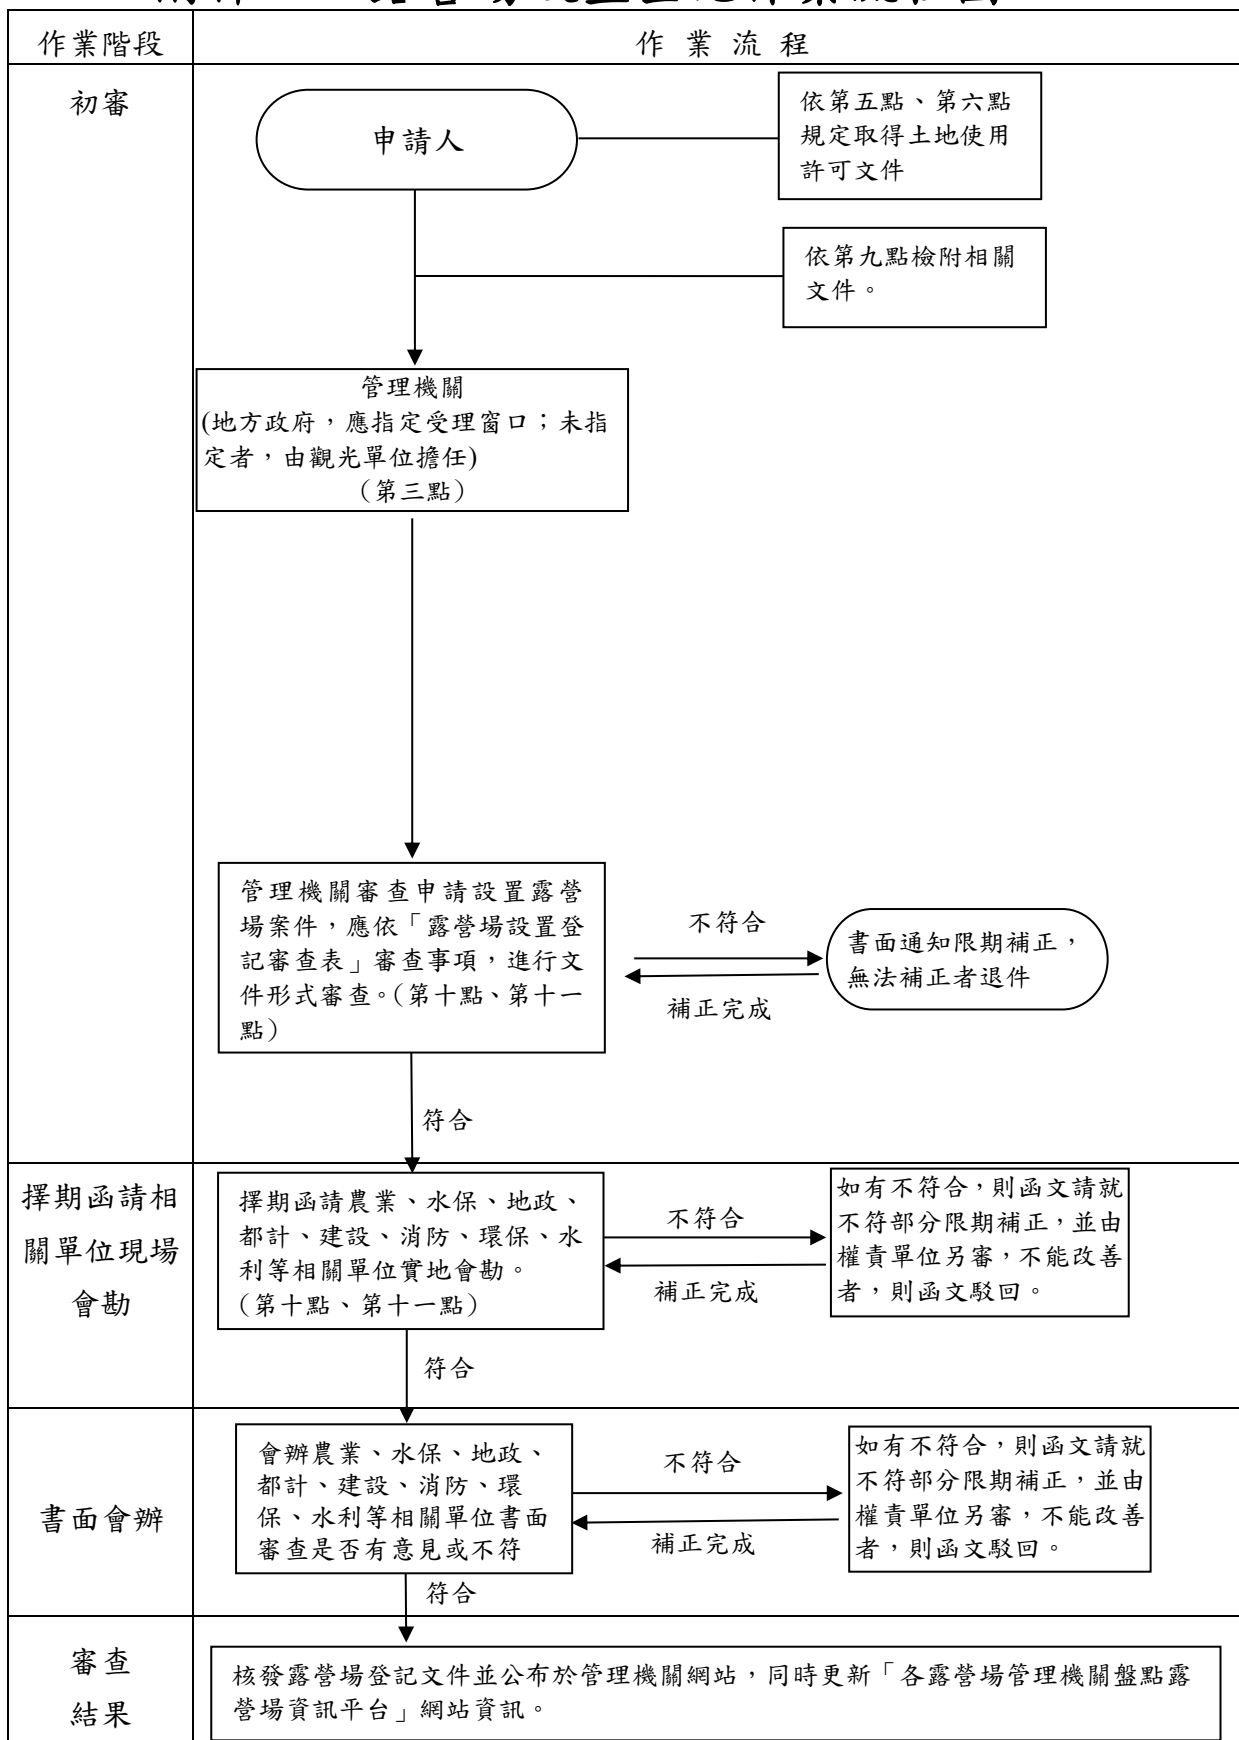 作業階段
作 業 流 程
初審
申請人
依第五點、第六點
規定取得土地使用
許可文件
依第九點檢附相關
文件。
管理機關
(地方政府，應指定受理窗口；未指
定者，由觀光單位擔任)
（第三點）
管理機關審查申請設置露營
場案件，應依「露營場設置登
記審查表」審查事項，進行文
件形式審查。（第十點、第十一
點）
不符合
補正完成
書面通知限期補正，
無法補正者退件
符合
擇期函請相
關單位現場
會勘
擇期函請農業、水保、地政、
都計、建設、消防、環保、水
利等相關單位實地會勘。
（第十點、第十一點）
不符合
補正完成
如有不符合，則函文請就
不符部分限期補正，並由
權責單位另審，不能改善
者，則函文駁回。
符合
書面會辦
會辦農業、水保、地政、
都計、建設、消防、環
保、水利等相關單位書面
審查是否有意見或不符
不符合
補正完成
如有不符合，則函文請就
不符部分限期補正，並由
權責單位另審，不能改善
者，則函文駁回。
符合
審查
結果
核發露營場登記文件並公布於管理機關網站，同時更新「各露營場管理機關盤點露
營場資訊平台」網站資訊。